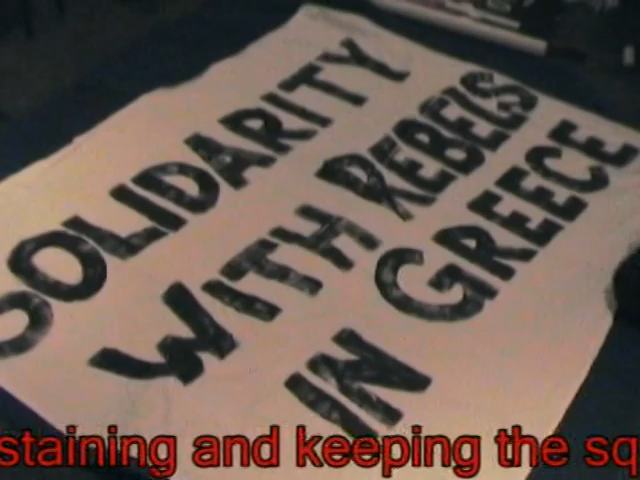 SOLIDARITY
WITH REBELS
IN GREECE
staining and keeping the sq